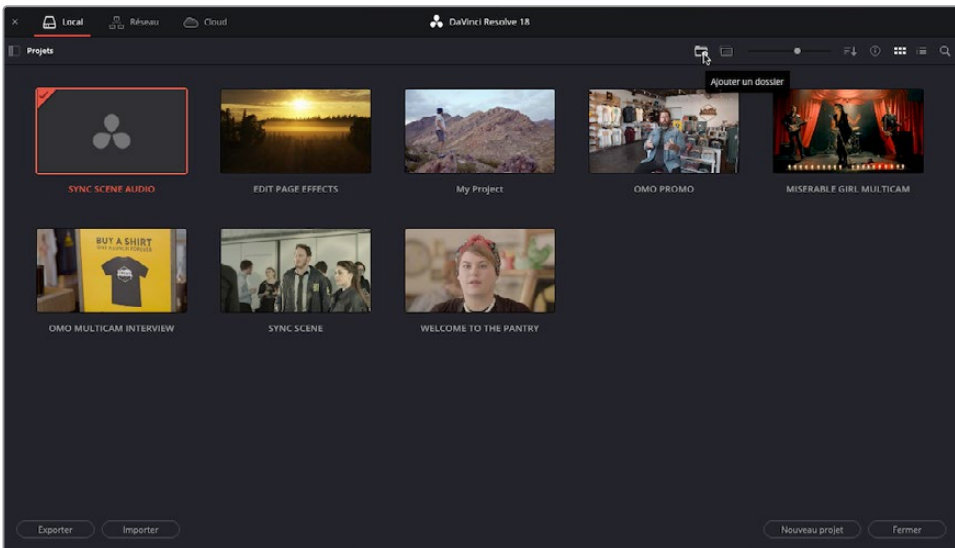 Local Réseau Cloud DaVinci Resolve 18
Projets
Ajouter un dossier
SYNC SCENE AUDIO EDIT PAGE EFFECTS My Project OMO PROMO MISERABLE GIRL MULTICAM
BUY A SHIRT
OMO MULTICAM INTERVIEW SYNC SCENE WELCOME TO THE PANTRY
Exporter Importer Nouveau projet Fermer